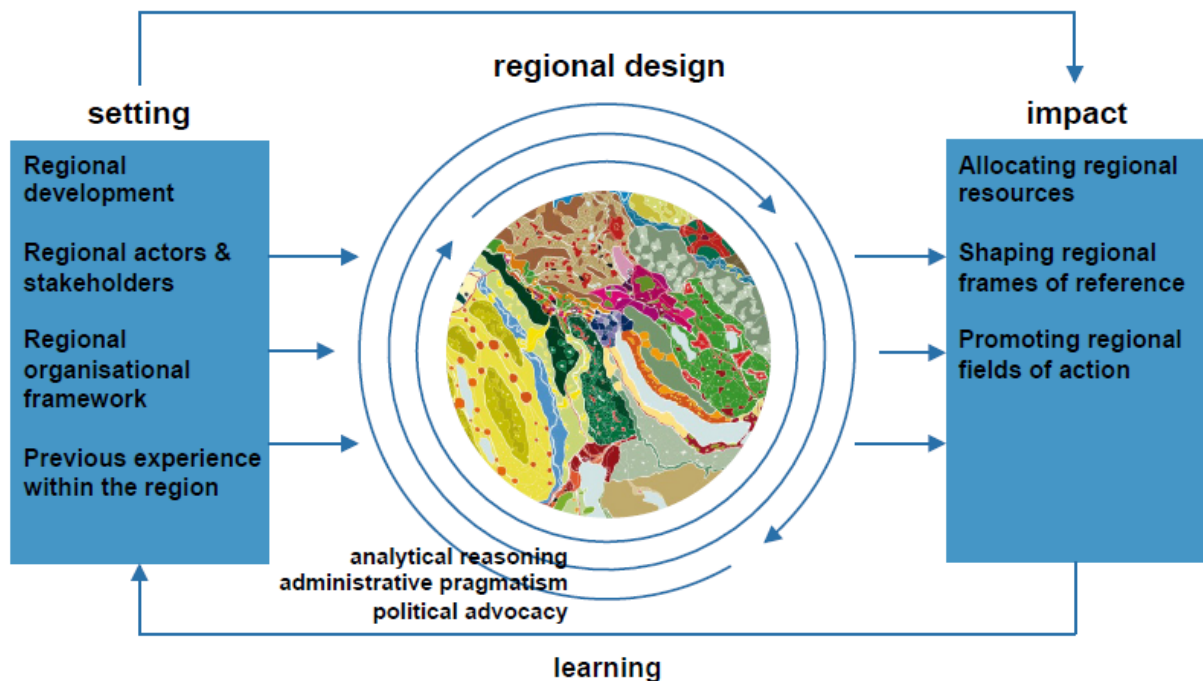 regional design
setting
impact
Regional
development
Regional actors &
stakeholders
Regional
organisational
framework
Previous experience
within the region
Allocating regional
resources
Shaping regional
frames of reference
Promoting regional
fields of action
analytical reasoning
administrative pragmatism
political advocacy
learning